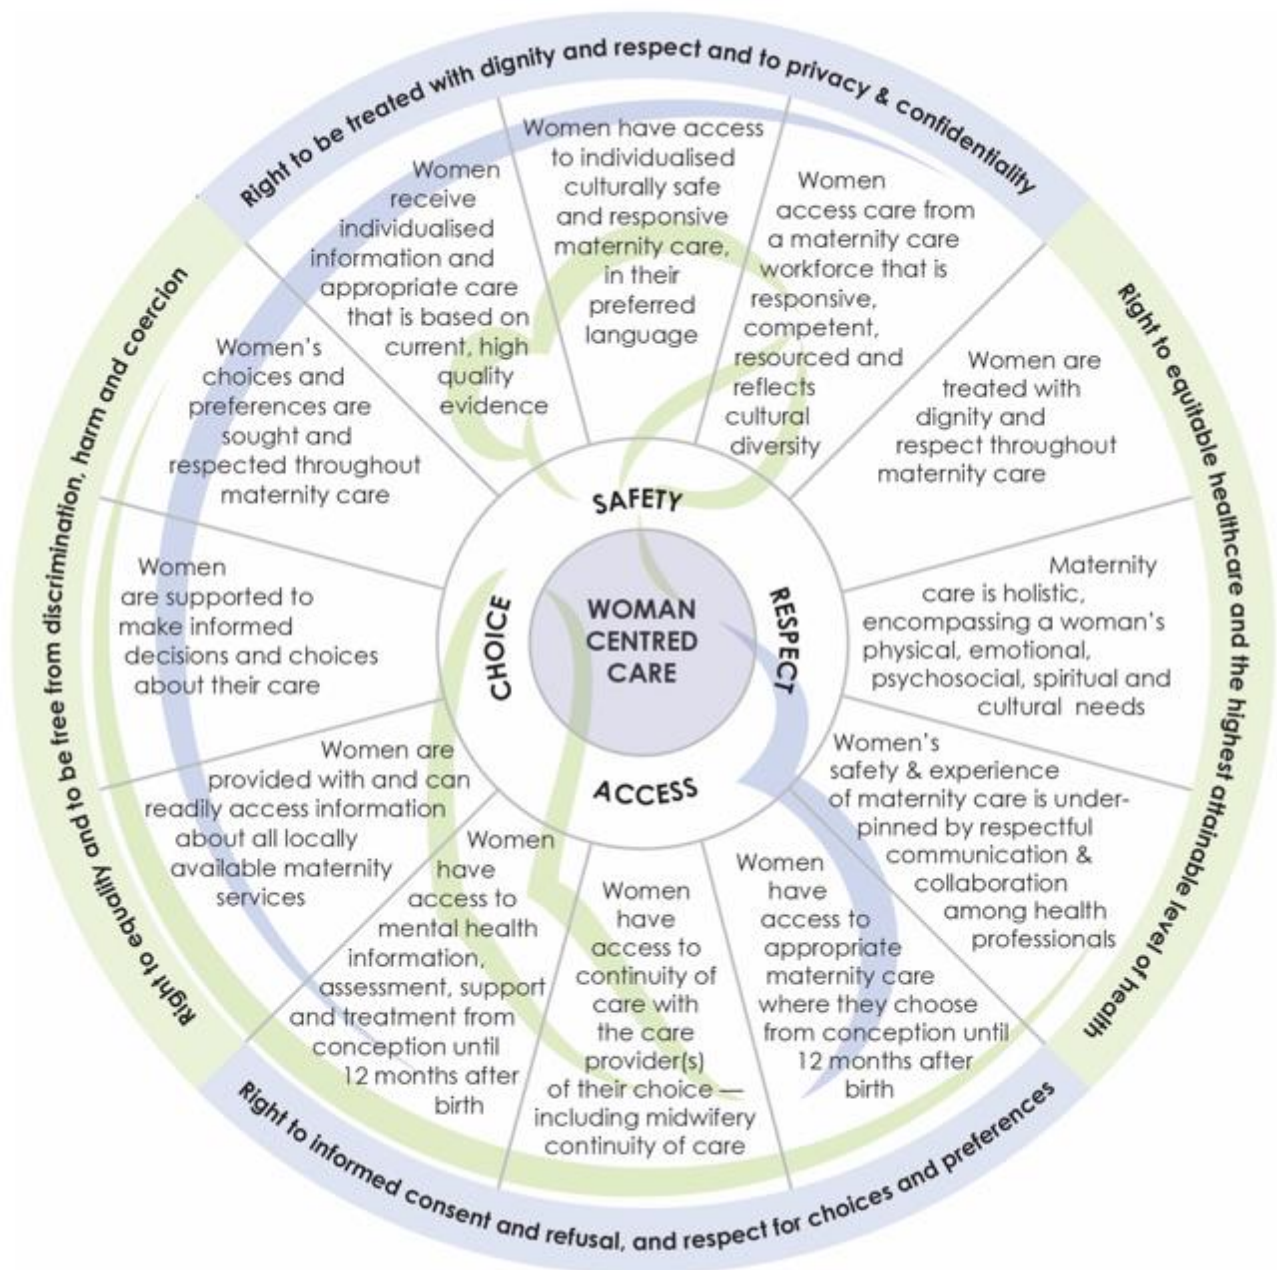 Right to be treated with dignity and respect and to privacy & confidentiality
Right to equitable healthcare and the highest attainable level of health
Right to informed consent and refusal, and respect for choices and preferences
Right to equality and to be free from discrimination, harm and coercion
Women have access
to individualised
culturally safe
and responsive
maternity care,
in their
preferred
language
Women
access care from
a maternity care
workforce that is
responsive,
competent,
resourced and
reflects
cultural
diversity
Women are
treated with
dignity and
respect throughout
maternity care
Maternity
care is holistic,
encompassing a woman's
physical, emotional,
psychosocial, spiritual and
cultural needs
Women's
safety & experience
of maternity care is under-
pinned by respectful
communication &
collaboration
among health
professionals
Women
have
access to
appropriate
maternity care
where they choose
from conception until
12 months after
birth
Women
have
access to
continuity of
care with
the care
provider(s)
of their choice —
including midwifery
continuity of care
Women
have
access to
mental health
information,
assessment, support
and treatment from
conception until
12 months after
birth
Women are
provided with and can
readily access information
about all locally
available maternity
services
Women
are supported to
make informed
decisions and choices
about their care
Women's
choices and
preferences are
sought and
respected throughout
maternity care
Women
receive
individualised
information and
appropriate care
that is based on
current, high
quality
evidence
SAFETY
RESPECT
ACCESS
CHOICE
WOMAN
CENTRED
CARE